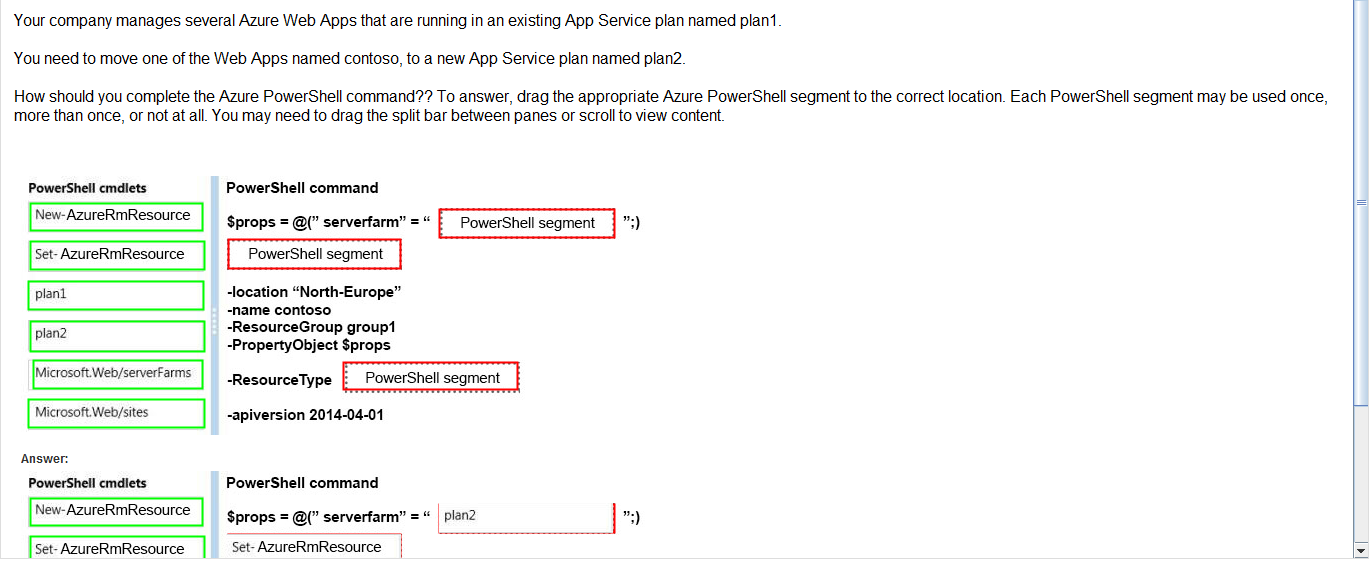 Your company manages several Azure Web Apps that are running in an existing App Service plan named plan1.
You need to move one of the Web Apps named contoso, to a new App Service plan named plan2.
How should you complete the Azure PowerShell command?? To answer, drag the appropriate Azure PowerShell segment to the correct location. Each PowerShell segment may be used once,
more than once, or not at all. You may need to drag the split bar between panes or scroll to view content.
PowerShell cmdlets
New-AzureRmResource
Set- AzureRmResource
plan1
plan2
Microsoft.Web/serverFarms
Microsoft.Web/sites
PowerShell command
$props = @(” serverfarm” = “ PowerShell segment ”;)
PowerShell segment
-location “North-Europe”
-name contoso
-ResourceGroup group1
-PropertyObject $props
-ResourceType PowerShell segment
-apiversion 2014-04-01
Answer:
PowerShell cmdlets
New-AzureRmResource
Set- AzureRmResource
PowerShell command
$props = @(” serverfarm” = “ plan2 ”;)
Set- AzureRmResource